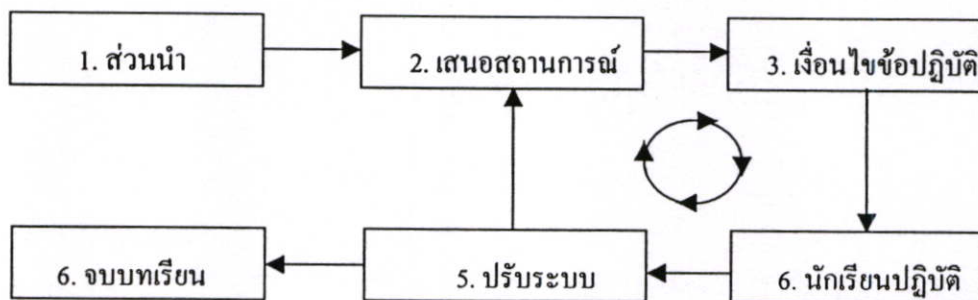 1. ส่วนนำ
2. เสนอสถานการณ์
3. เงื่อนไขข้อปฏิบัติ
6. จบบทเรียน
5. ปรับระบบ
6. นักเรียนปฏิบัติ